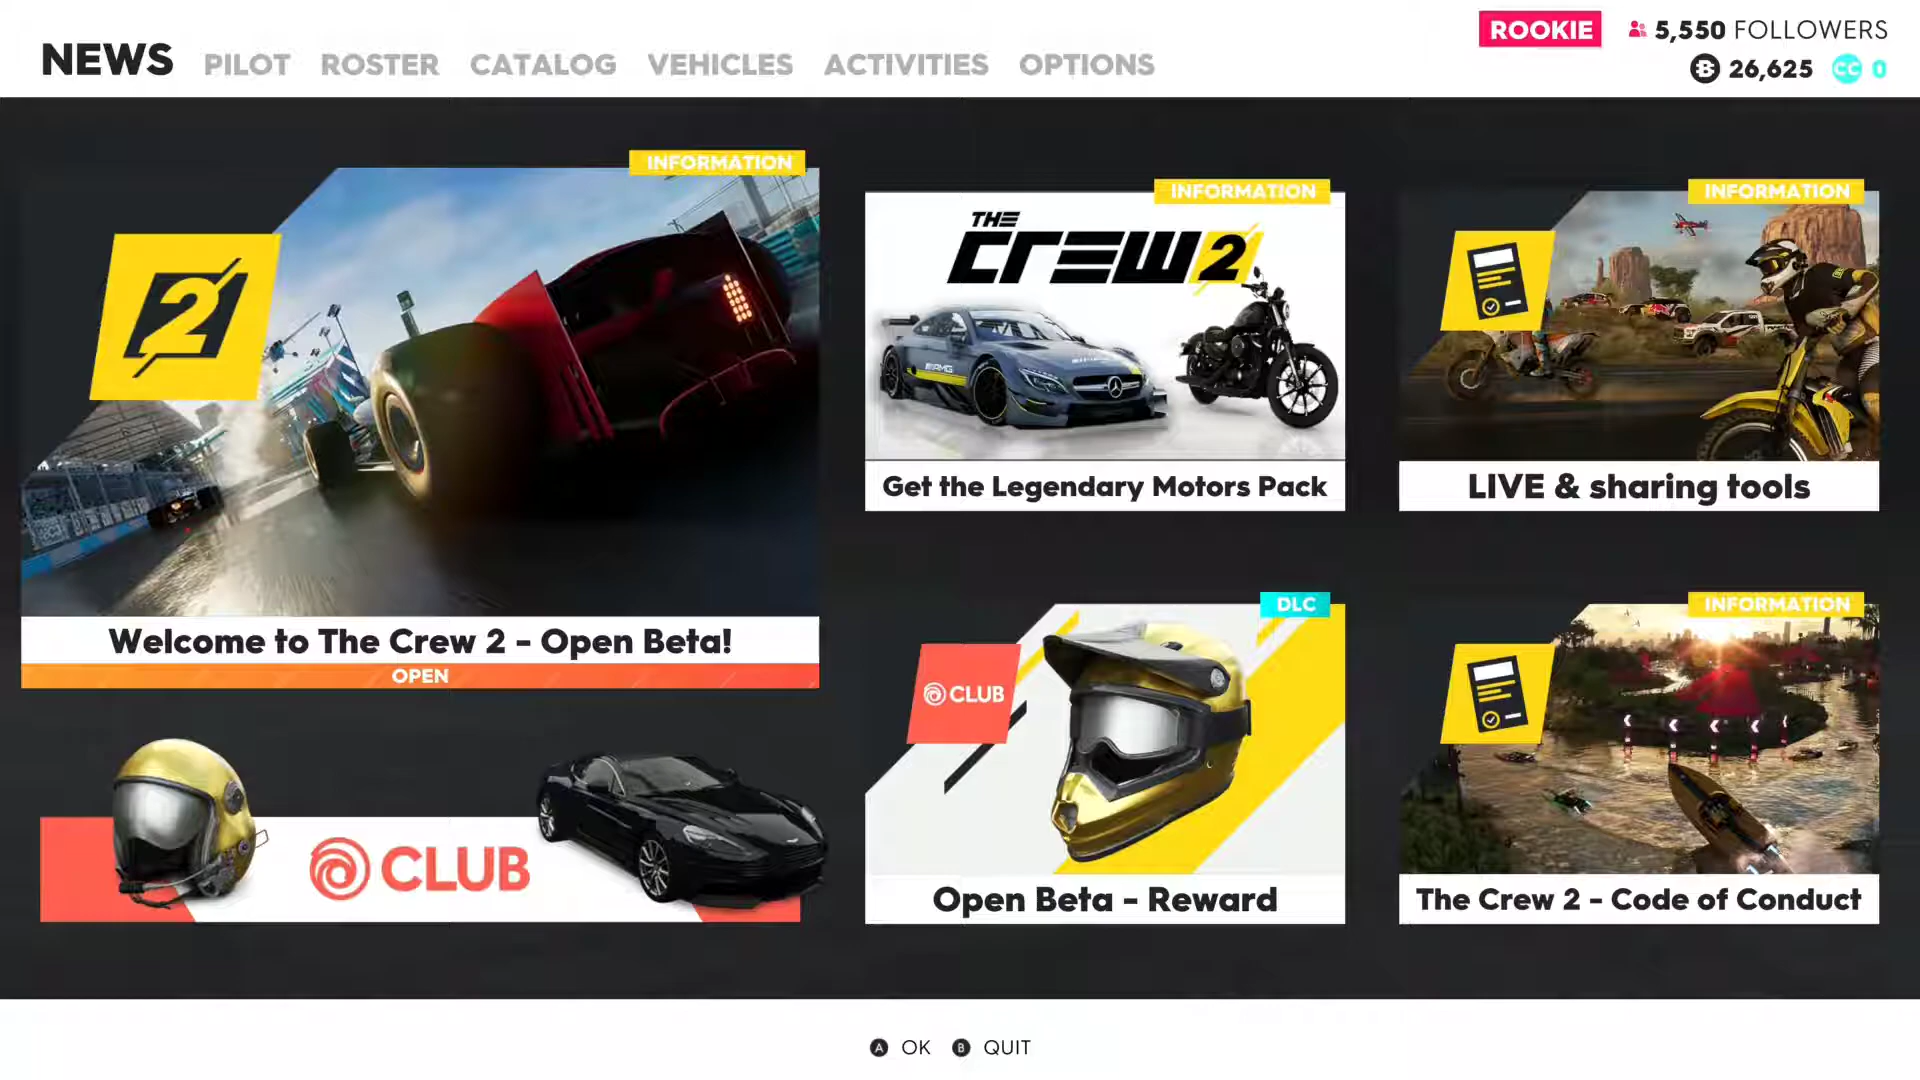 NEWS PILOT ROSTER CATALOG VEHICLES ACTIVITIES OPTIONS
ROOKIE 5,550 FOLLOWERS
26,625 CC 0
INFORMATION
2
Welcome to The Crew 2 - Open Beta!
OPEN
INFORMATION
THE
CREW 2
AMG
Get the Legendary Motors Pack
INFORMATION
LIVE & sharing tools
CLUB
DLC
CLUB
Open Beta - Reward
INFORMATION
The Crew 2 - Code of Conduct
A OK B QUIT